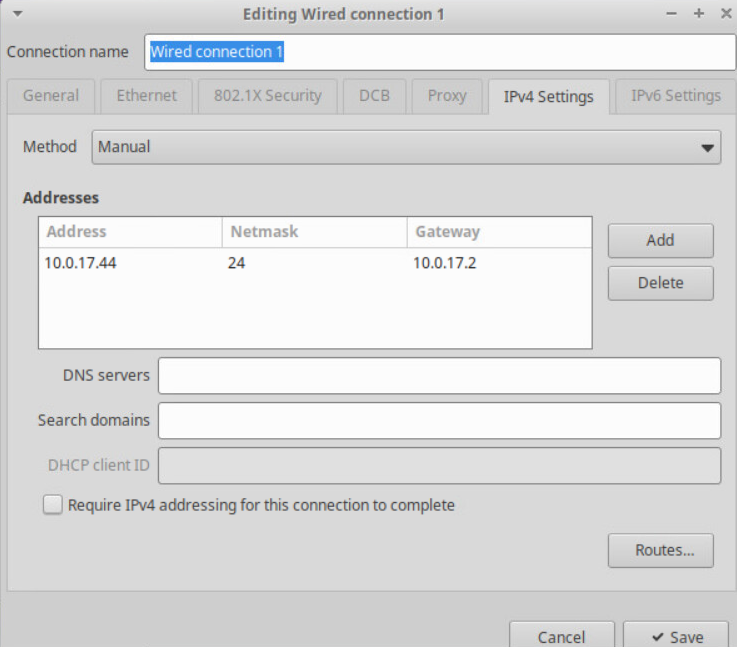 Editing Wired connection 1
Connection name Wired connection 1
General Ethernet 802.1X Security DCB Proxy IPv4 Settings IPv6 Settings
Method Manual
Addresses
Address Netmask Gateway
10.0.17.44 24 10.0.17.2
Add
Delete
DNS servers
Search domains
DHCP client ID
Require IPv4 addressing for this connection to complete
Routes...
Cancel Save